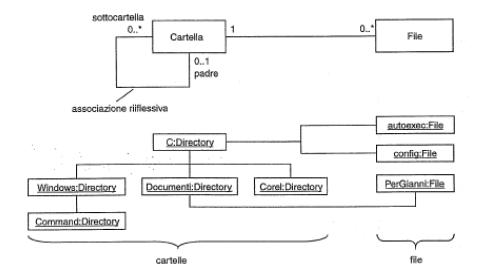 sottocartella
0..*
Cartella
1
0..*
File
0..1
padre
associazione riiflessiva
C:Directory
autoexec:File
config:File
Windows:Directory
Documenti:Directory
Corel:Directory
PerGianni:File
Command:Directory
cartelle
file